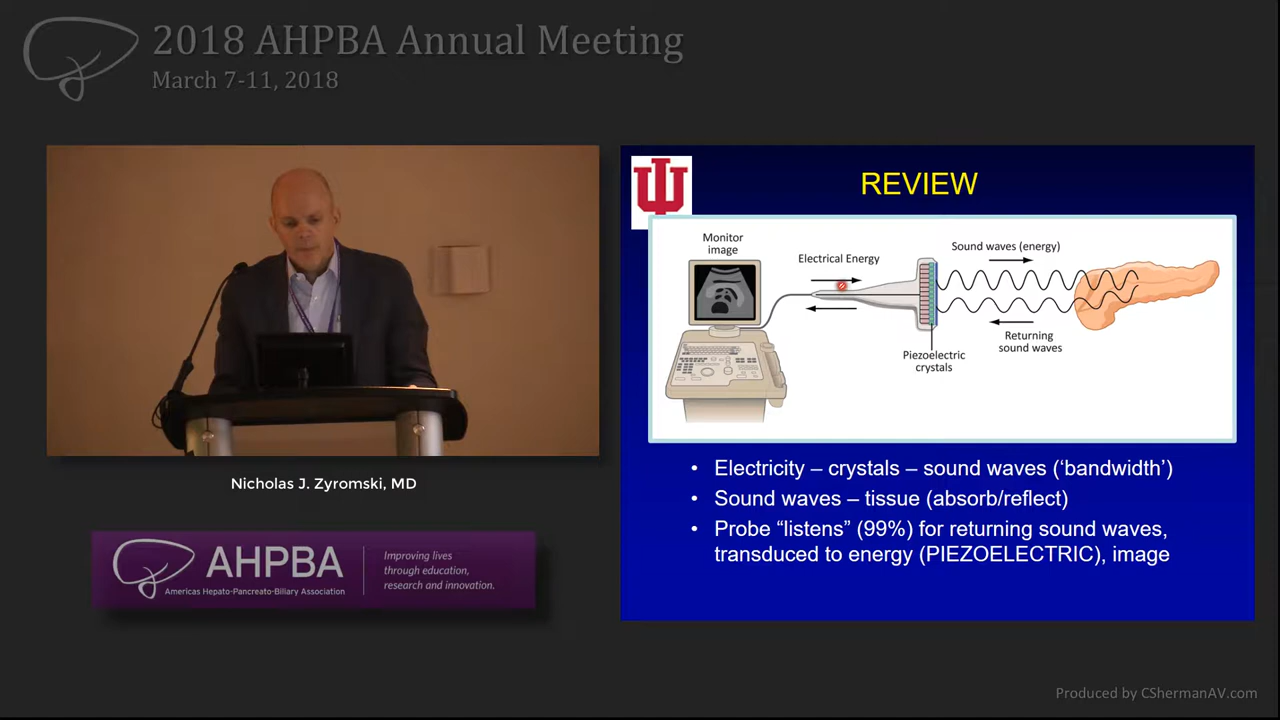 2018 AHPBA Annual Meeting
March 7-11, 2018
REVIEW
Monitor
image
Electrical Energy
Sound waves (energy)
Piezoelectric
crystals
Returning
sound waves
• Electricity – crystals – sound waves (‘bandwidth’)
• Sound waves – tissue (absorb/reflect)
• Probe “listens” (99%) for returning sound waves,
transduced to energy (PIEZOELECTRIC), image
Nicholas J. Zyromski, MD
AHPBA
Americas Hepato-Pancreato-Biliary Association
Improving lives
through education,
research and innovation.
Produced by CShermanAV.com